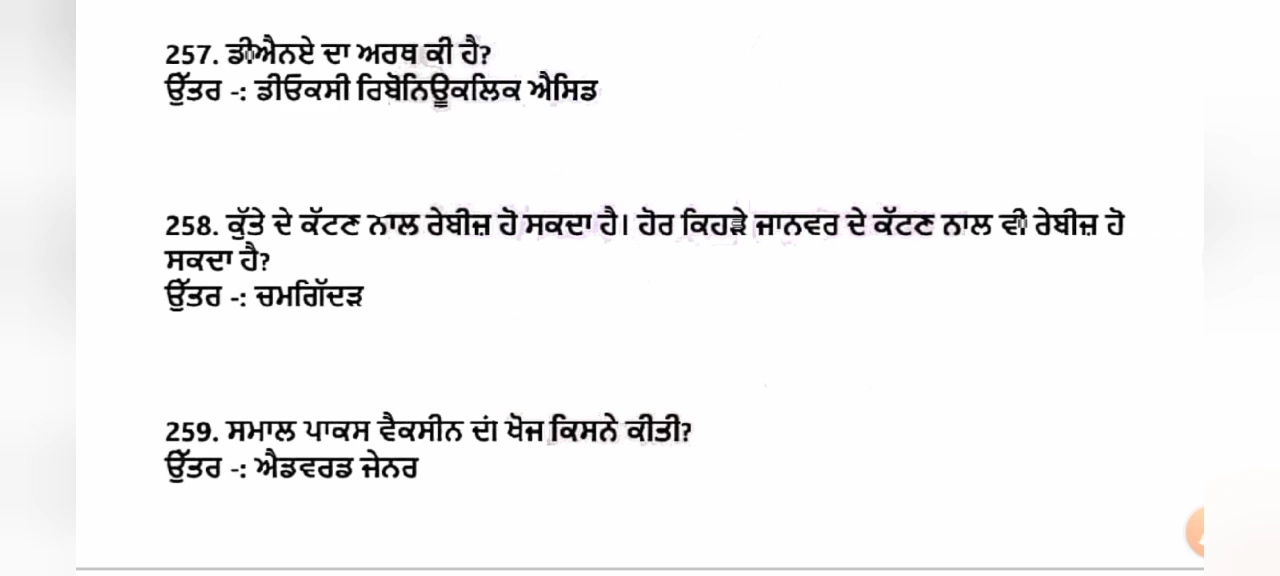 257. ਡੀਐਨਏ ਦਾ ਅਰਥ ਕੀ ਹੈ?
ਉੱਤਰ -: ਡੀਓਕਸੀ ਰਿਬੋਨਿਊਕਲਿਕ ਐਸਿਡ
258. ਕੁੱਤੇ ਦੇ ਕੱਟਣ ਨਾਲ ਰੇਬੀਜ਼ ਹੋ ਸਕਦਾ ਹੈ। ਹੋਰ ਕਿਹੜੇ ਜਾਨਵਰ ਦੇ ਕੱਟਣ ਨਾਲ ਵੀ ਰੇਬੀਜ਼ ਹੋ
ਸਕਦਾ ਹੈ?
ਉੱਤਰ -: ਚਮਗਿੱਦੜ
259. ਸਮਾਲ ਪਾਕਸ ਵੈਕਸੀਨ ਦੀ ਖੋਜ ਕਿਸਨੇ ਕੀਤੀ?
ਉੱਤਰ -: ਐਡਵਰਡ ਜੇਨਰ